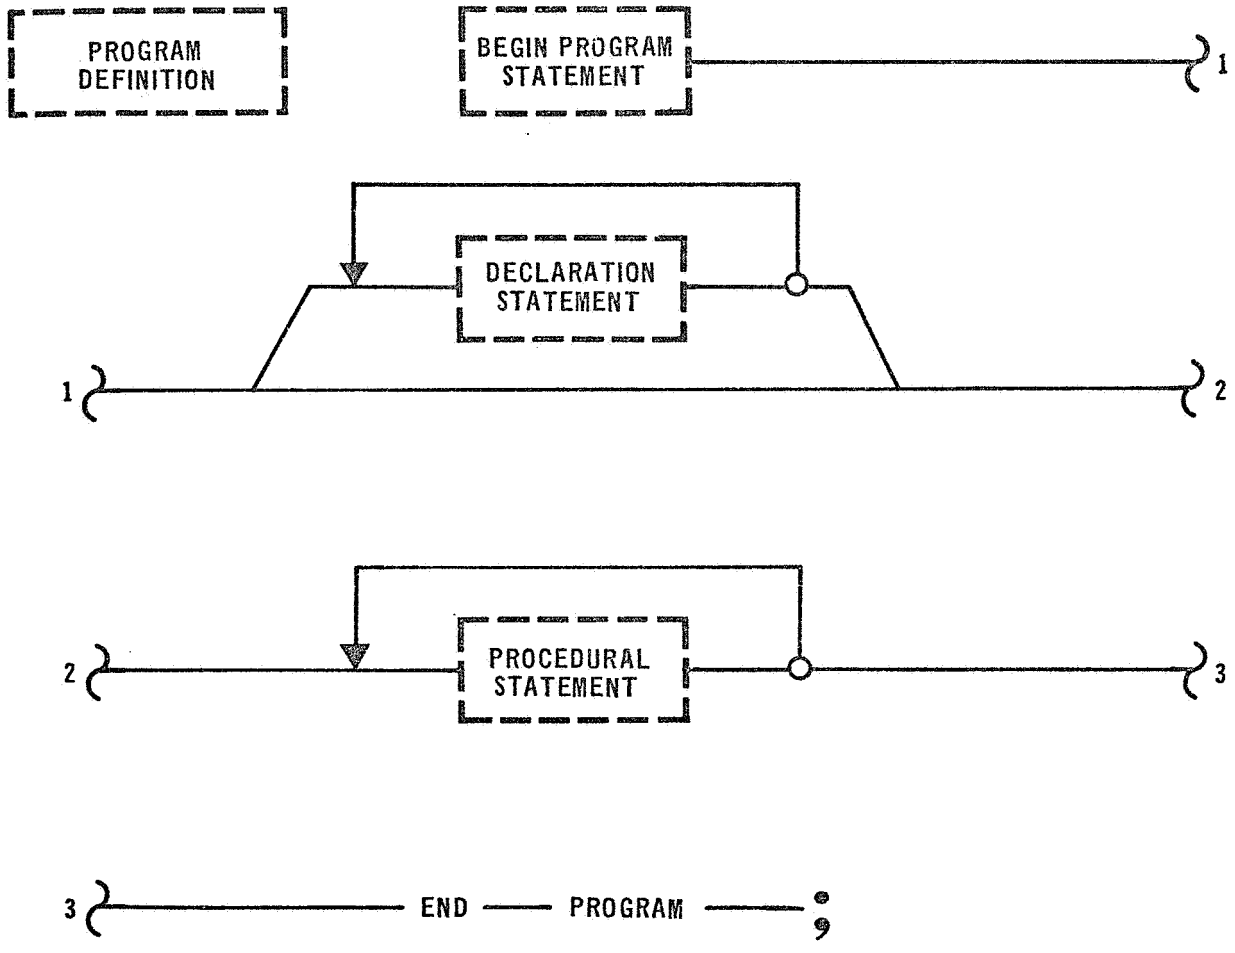 PROGRAM
DEFINITION
BEGIN PROGRAM
STATEMENT
1
DECLARATION
STATEMENT
1
2
PROCEDURAL
STATEMENT
2
3
3 END PROGRAM ;